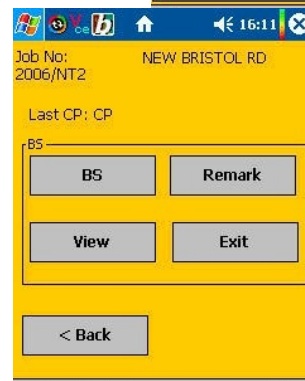 16:11
Job No: NEW BRISTOL RD
2006/NT2
Last CP: CP
BS
BS Remark
View Exit
< Back